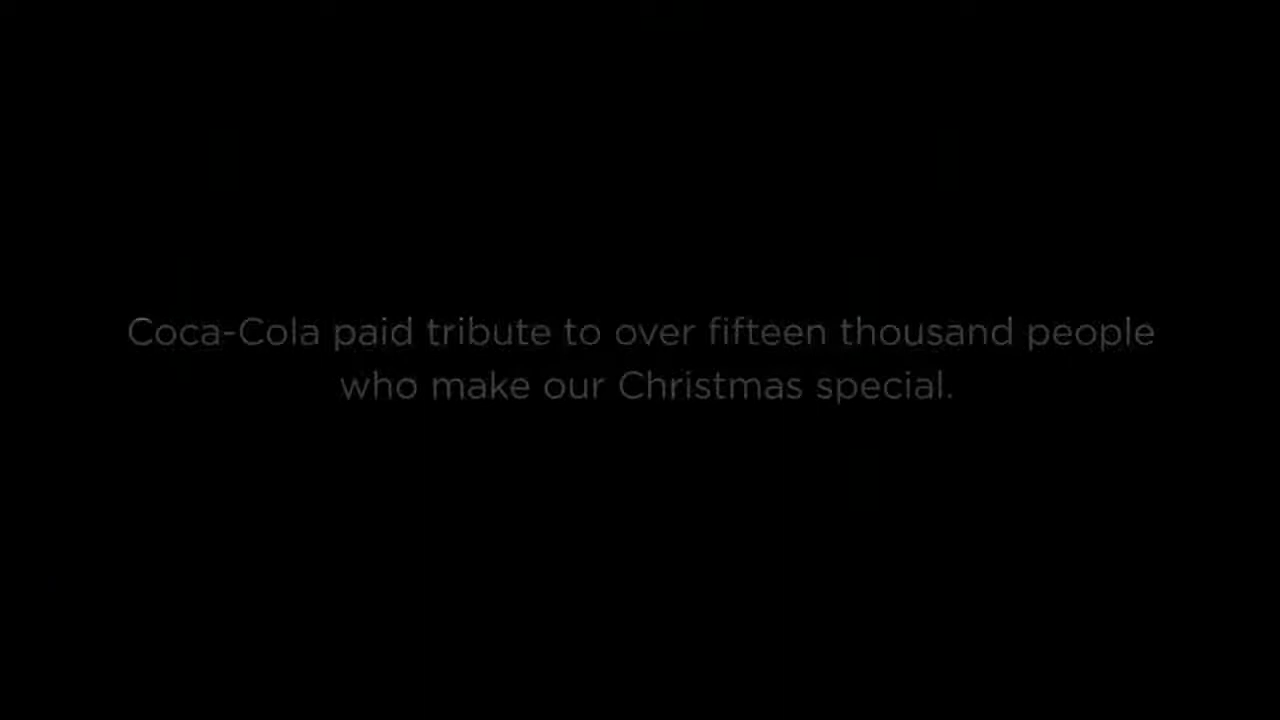 Coca-Cola paid tribute to over fifteen thousand people
who make our Christmas special.